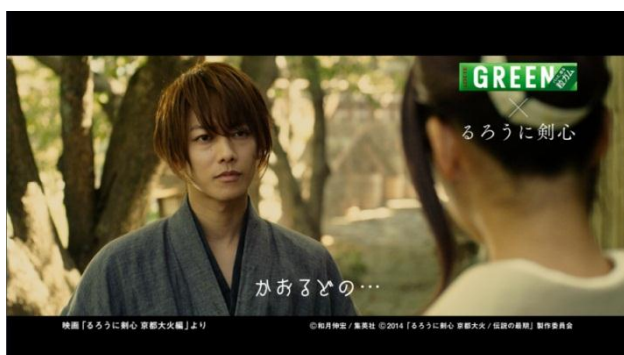 GREEN 粒ガム
×
るろうに剣心
かおるどの…
映画「るろうに剣心 京都大火編」より
©和月伸宏／集英社 ©2014「るろうに剣心 京都大火／伝説の最期」製作委員会